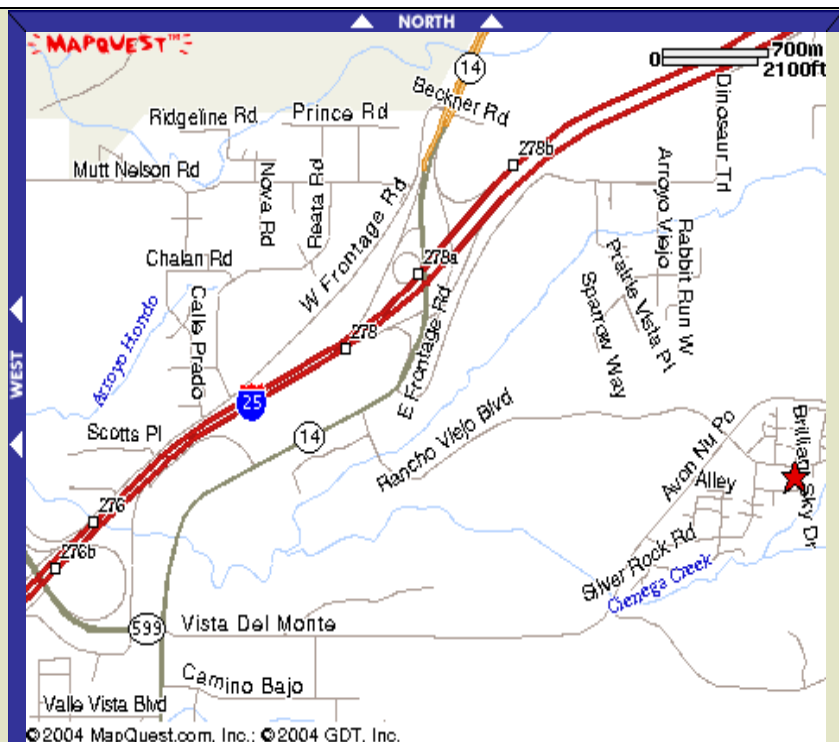 NORTH
MAPQUEST™
14
0
700m
2100ft
Beckner Rd
Ridgeline Rd
Prince Rd
Dinosaur Trl
278b
Mutt Nelson Rd
Nova Rd
Reata Rd
Arroyo Viejo
Rabbit Run W
W Frontage Rd
Chalan Rd
278a
Prairie Vista Pl
Sparrow Way
Calle Prado
Arroyo Hondo
WEST
278
E Frontage Rd
25
14
Scotts Pl
Rancho Viejo Blvd
Avon Nu Po
Brilliant Sky Dr
Alley
276
276b
Silver Rock Rd
Cienega Creek
599
Vista Del Monte
Camino Bajo
Valle Vista Blvd
©2004 MapQuest.com, Inc.; ©2004 GDT, Inc.